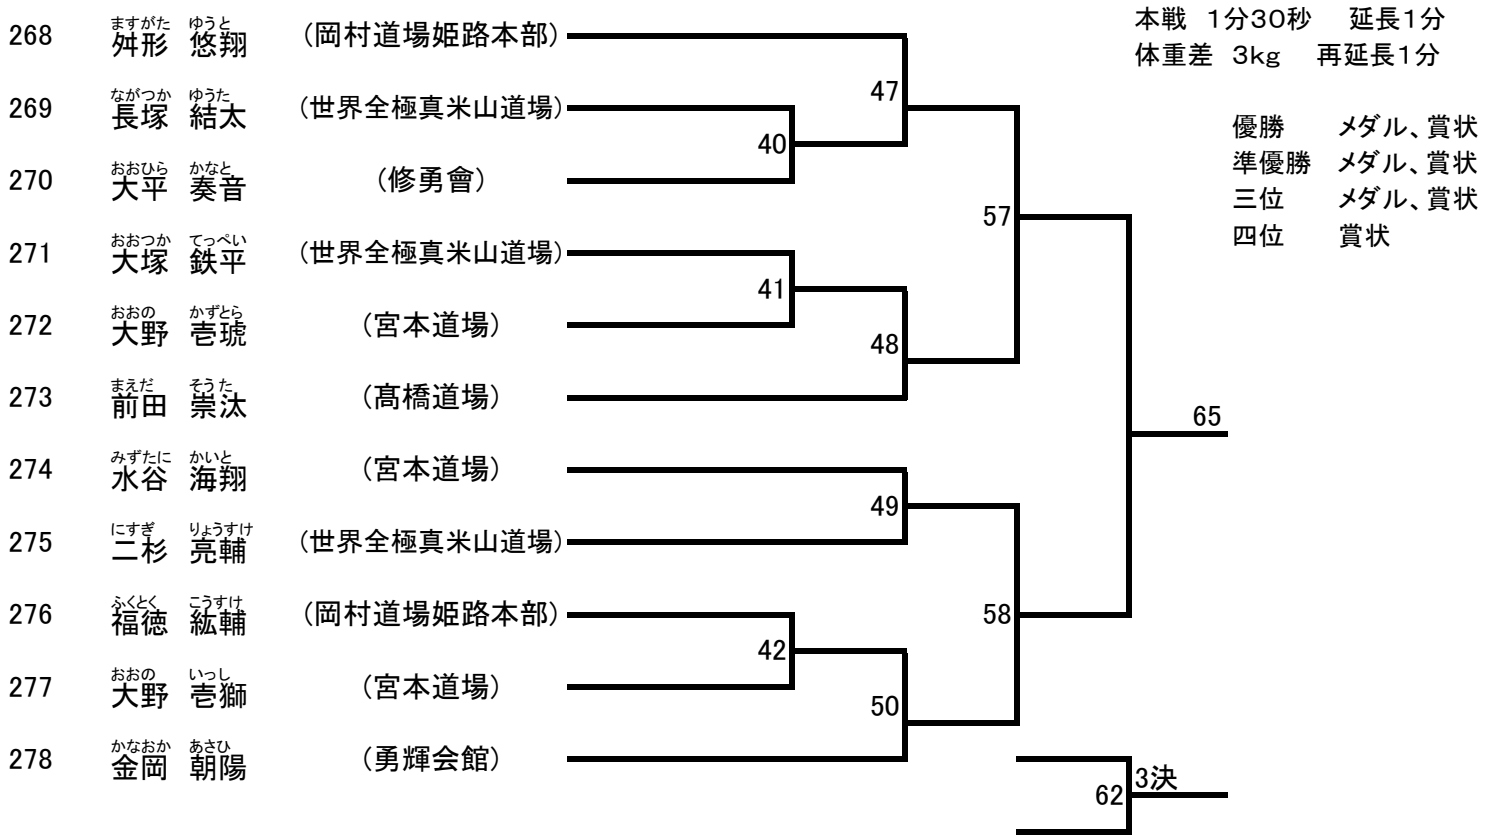 本戦 1分30秒 延長1分
体重差 3kg 再延長1分
優勝 メダル、賞状
準優勝 メダル、賞状
三位 メダル、賞状
四位 賞状
ますがた ゆうと
268 舛形 悠翔 (岡村道場姫路本部)
ながつか ゆうた
269 長塚 結太 (世界全極真米山道場)
おおひら かなと
270 大平 奏音 (修勇會)
おおつか てっぺい
271 大塚 鉄平 (世界全極真米山道場)
おおの かずとら
272 大野 壱琥 (宮本道場)
まえだ そうた
273 前田 崇汰 (髙橋道場)
みずたに かいと
274 水谷 海翔 (宮本道場)
にすぎ りょうすけ
275 二杉 亮輔 (世界全極真米山道場)
ふくとく こうすけ
276 福徳 紘輔 (岡村道場姫路本部)
おおの いっし
277 大野 壱獅 (宮本道場)
かなおか あさひ
278 金岡 朝陽 (勇輝会館)
40
41
42
47
48
49
50
57
58
65
62
3決